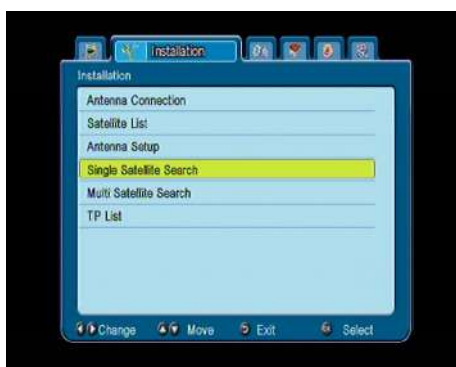 Installation
Installation
Antenna Connection
Satellite List
Antenna Setup
Single Satellite Search
Multi Satellite Search
TP List
Change Move Exit Select